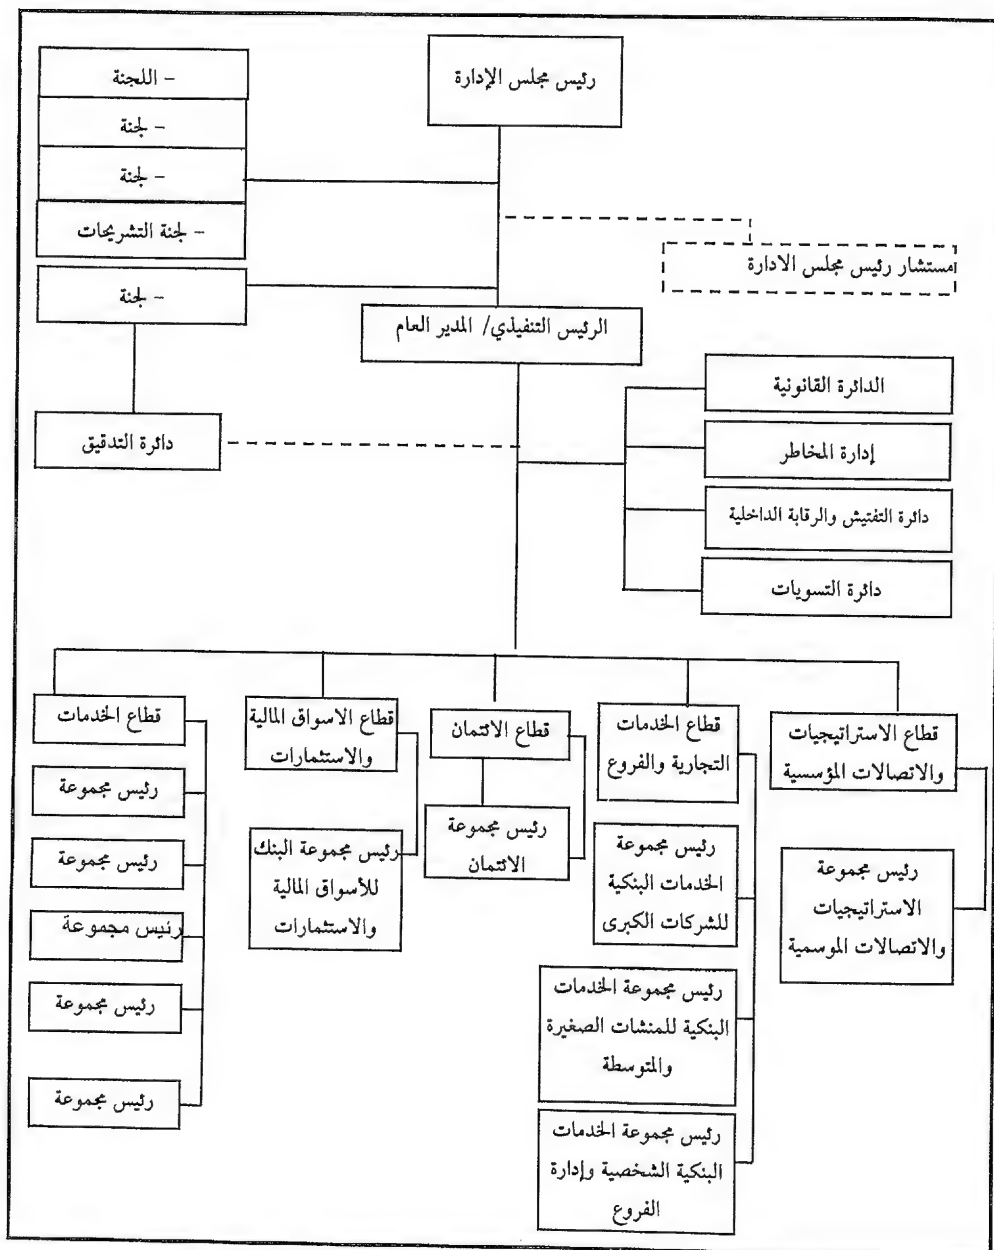 رئيس مجلس الإدارة
- اللجنة
- لجنة
- لجنة
- لجنة التشريحات
- لجنة
مستشار رئيس مجلس الادارة
الرئيس التنفيذي/ المدير العام
الدائرة القانونية
إدارة المخاطر
دائرة التفتيش والرقابة الداخلية
دائرة التسويات
دائرة التدقيق
قطاع الاستراتيجيات
والاتصالات المؤسسية
رئيس مجموعة
الاستراتيجيات
والاتصالات الموسمية
قطاع الخدمات
التجارية والفروع
رئيس مجموعة
الخدمات البنكية
للشركات الكبرى
رئيس مجموعة الخدمات
البنكية للمنشات الصغيرة
والمتوسطة
رئيس مجموعة الخدمات
البنكية الشخصية وإدارة
الفروع
قطاع الائتمان
رئيس مجموعة
الائتمان
قطاع الاسواق المالية
والاستثمارات
رئيس مجموعة البنك
للأسواق المالية
والاستثمارات
قطاع الخدمات
رئيس مجموعة
رئيس مجموعة
رئيس مجموعة
رئيس مجموعة
رئيس مجموعة